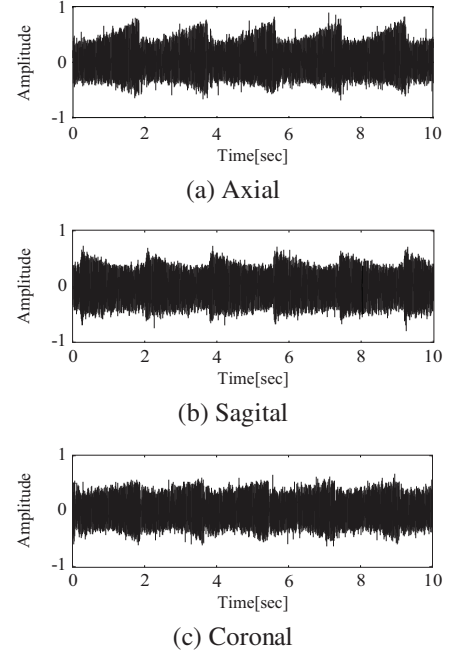 1
Amplitude
0
-1
0 2 4 6 8 10
Time[sec]
(a) Axial
1
Amplitude
0
-1
0 2 4 6 8 10
Time[sec]
(b) Sagital
1
Amplitude
0
-1
0 2 4 6 8 10
Time[sec]
(c) Coronal